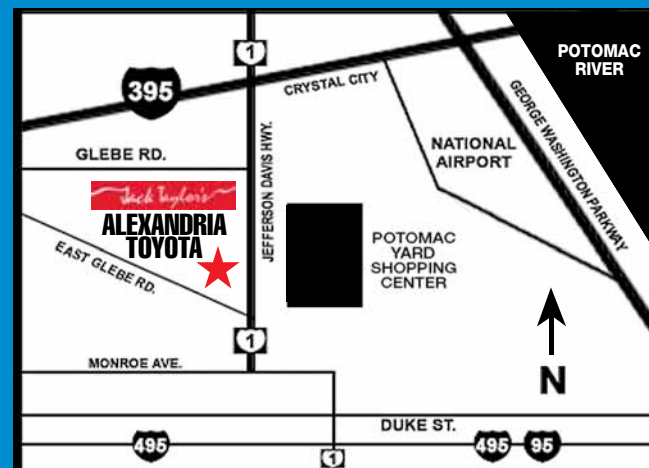 1
POTOMAC
RIVER
395
CRYSTAL CITY
GLEBE RD.
JEFFERSON DAVIS HWY.
NATIONAL
AIRPORT
GEORGE WASHINGTON PARKWAY
Jack Taylor's
ALEXANDRIA
TOYOTA
EAST GLEBE RD.
POTOMAC
YARD
SHOPPING
CENTER
1
MONROE AVE.
N
DUKE ST.
495
1
495
95